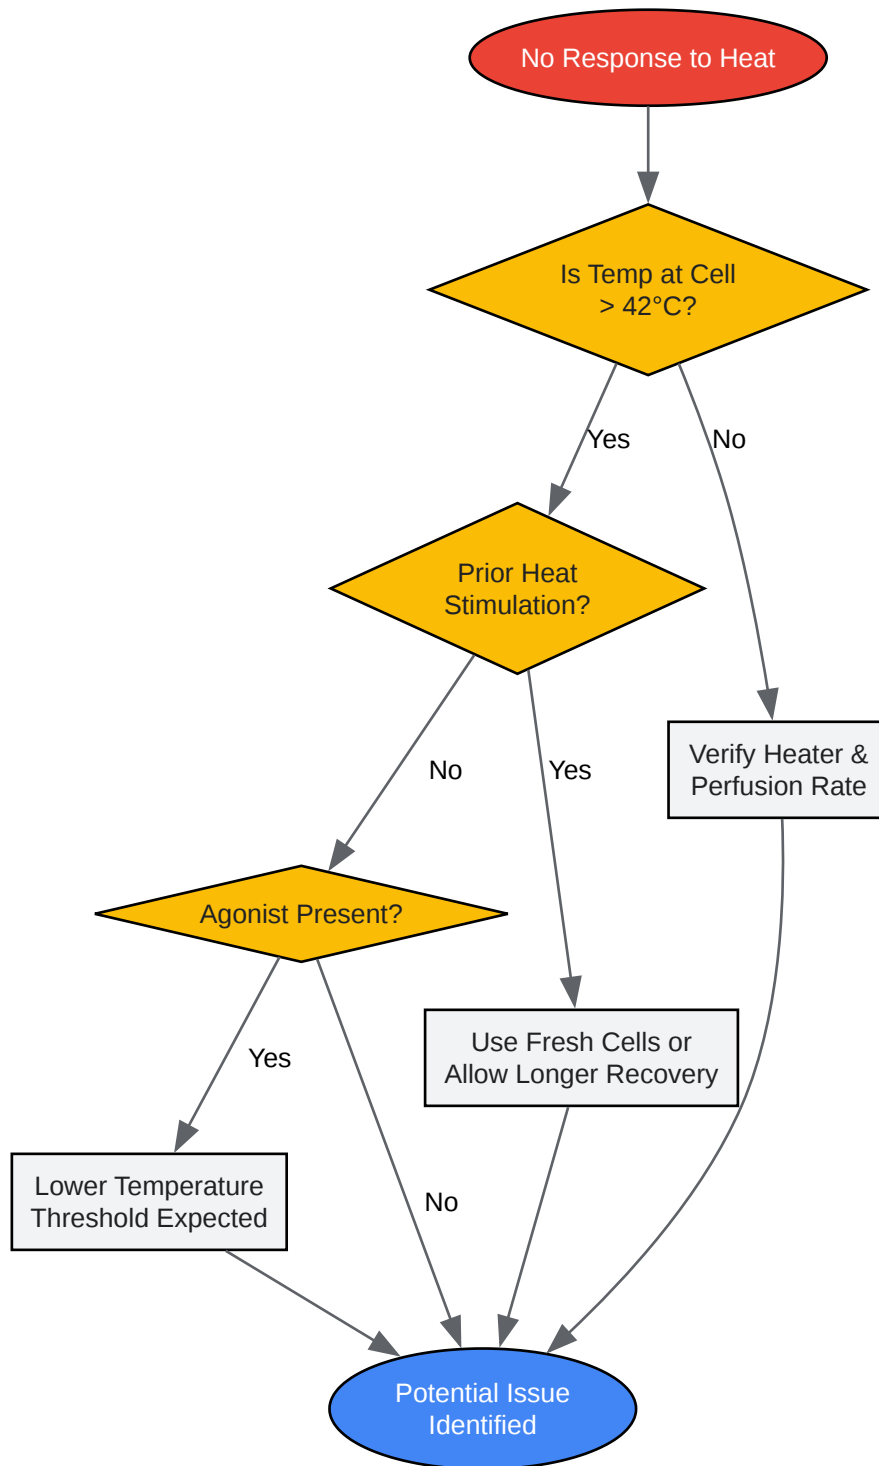 No Response to Heat
Is Temp at Cell
> 42°C?
Yes
No
Prior Heat
Stimulation?
Verify Heater &
Perfusion Rate
No
Yes
Agonist Present?
Use Fresh Cells or
Allow Longer Recovery
Yes
Lower Temperature
Threshold Expected
No
Potential Issue
Identified